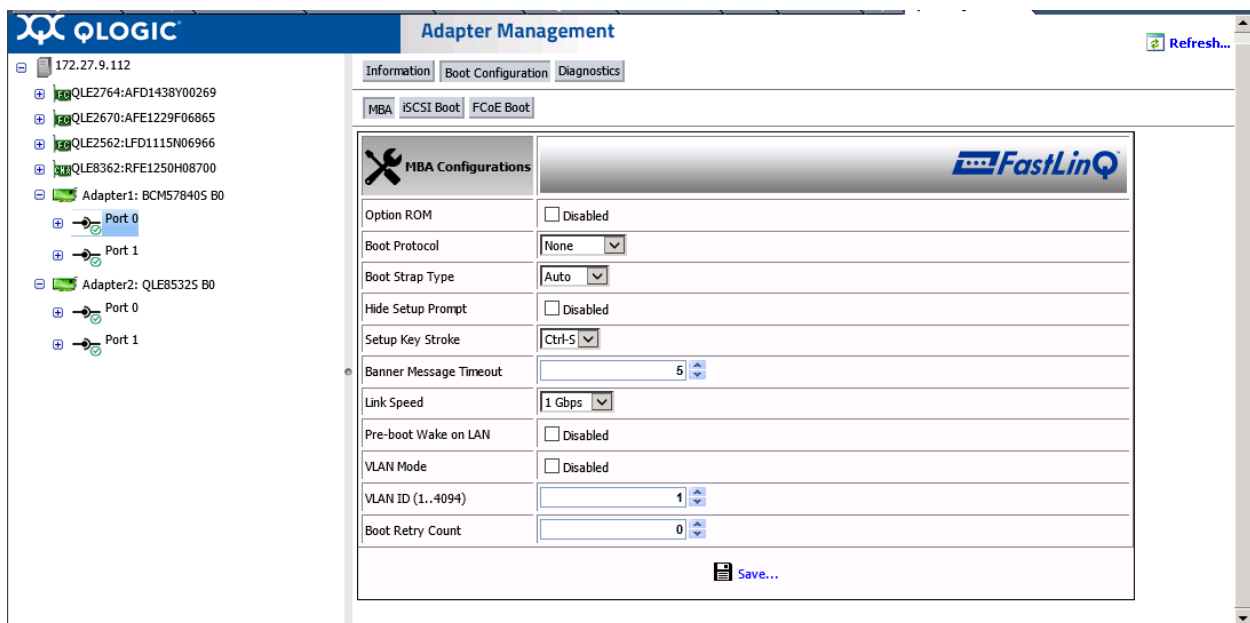 QLOGIC
Adapter Management
Refresh...
172.27.9.112
QLE2764:AFD1438Y00269
QLE2670:AFE1229F06865
QLE2562:LFD1115N06966
QLE8362:RFE1250H08700
Adapter1: BCM57840S B0
Port 0
Port 1
Adapter2: QLE8532S B0
Port 0
Port 1
Information Boot Configuration Diagnostics
MBA iSCSI Boot FCoE Boot
MBA Configurations FastLinQ
Option ROM Disabled
Boot Protocol None
Boot Strap Type Auto
Hide Setup Prompt Disabled
Setup Key Stroke Ctrl-S
Banner Message Timeout 5
Link Speed 1 Gbps
Pre-boot Wake on LAN Disabled
VLAN Mode Disabled
VLAN ID (1..4094) 1
Boot Retry Count 0
Save...